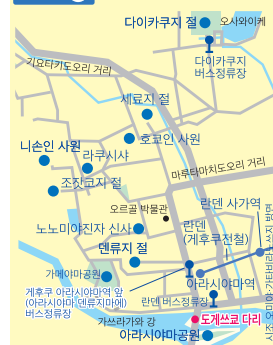 다이카쿠지 절
오사와이케
다이카쿠지
버스정류장
기요타키도오리 거리
세료지 절
호코인 사원
니손인 사원
라쿠시샤
마루타마치도오리 거리
조잣코지 절
란덴 사가역
오르골 박물관
노노미야진자 신사
란덴
(게후쿠전철)
덴류지 절
가메야마공원
아라시야마역
게후쿠 아라시야마역 앞
(아라시야마 덴류지마에)
버스정류장
란덴 버스정류장
가쓰라가와 강
도게쓰쿄 다리
아라시야마공원